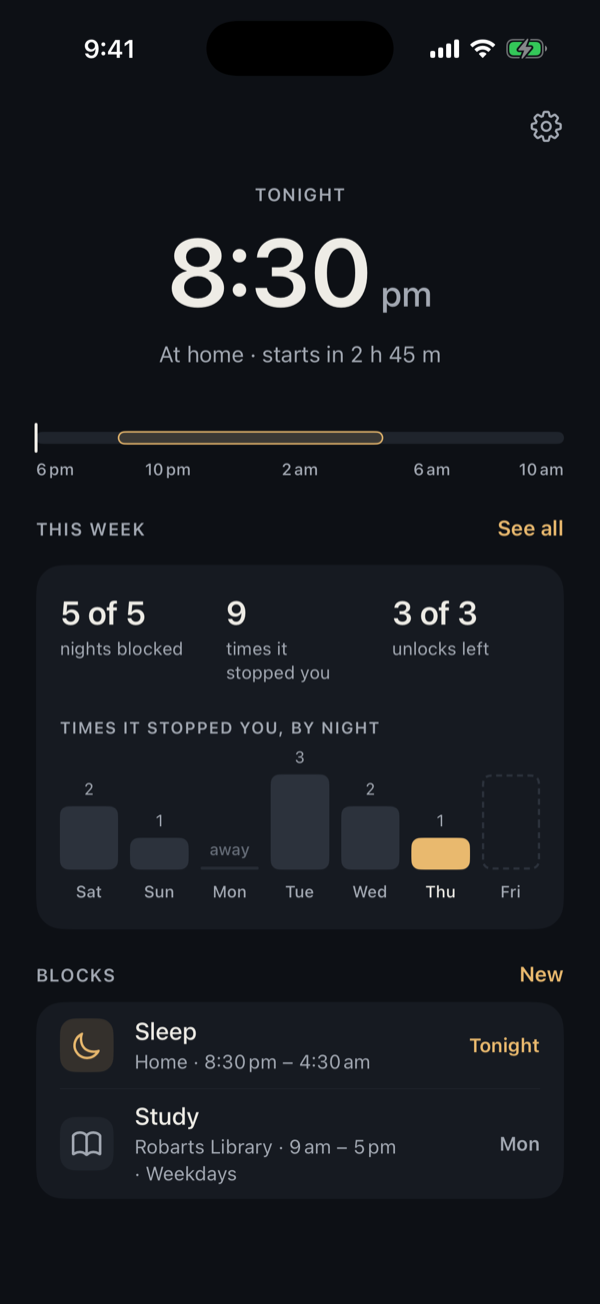 9:41
TONIGHT
8:30 pm
At home · starts in 2 h 45 m
6 pm 10 pm 2 am 6 am 10 am
THIS WEEK See all
5 of 5 9 3 of 3
nights blocked times it unlocks left
stopped you
TIMES IT STOPPED YOU, BY NIGHT
3
2 2
1 1
away
Sat Sun Mon Tue Wed Thu Fri
BLOCKS New
Sleep
Home · 8:30 pm – 4:30 am Tonight
Study
Robarts Library · 9 am – 5 pm Mon
· Weekdays